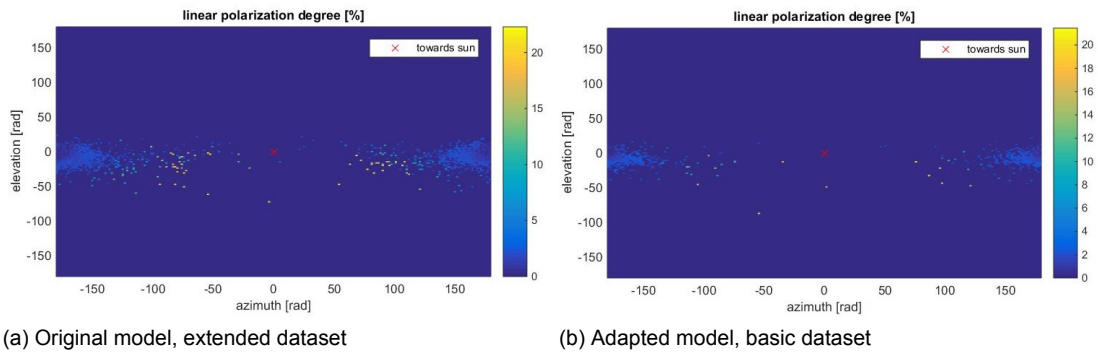 linear polarization degree [%]
150
100
50
0
-50
-100
-150
elevation [rad]
-150 -100 -50 0 50 100 150
azimuth [rad]
towards sun
20
15
10
5
0
(a) Original model, extended dataset
linear polarization degree [%]
150
100
50
0
-50
-100
-150
elevation [rad]
-150 -100 -50 0 50 100 150
azimuth [rad]
towards sun
20
18
16
14
12
10
8
6
4
2
0
(b) Adapted model, basic dataset